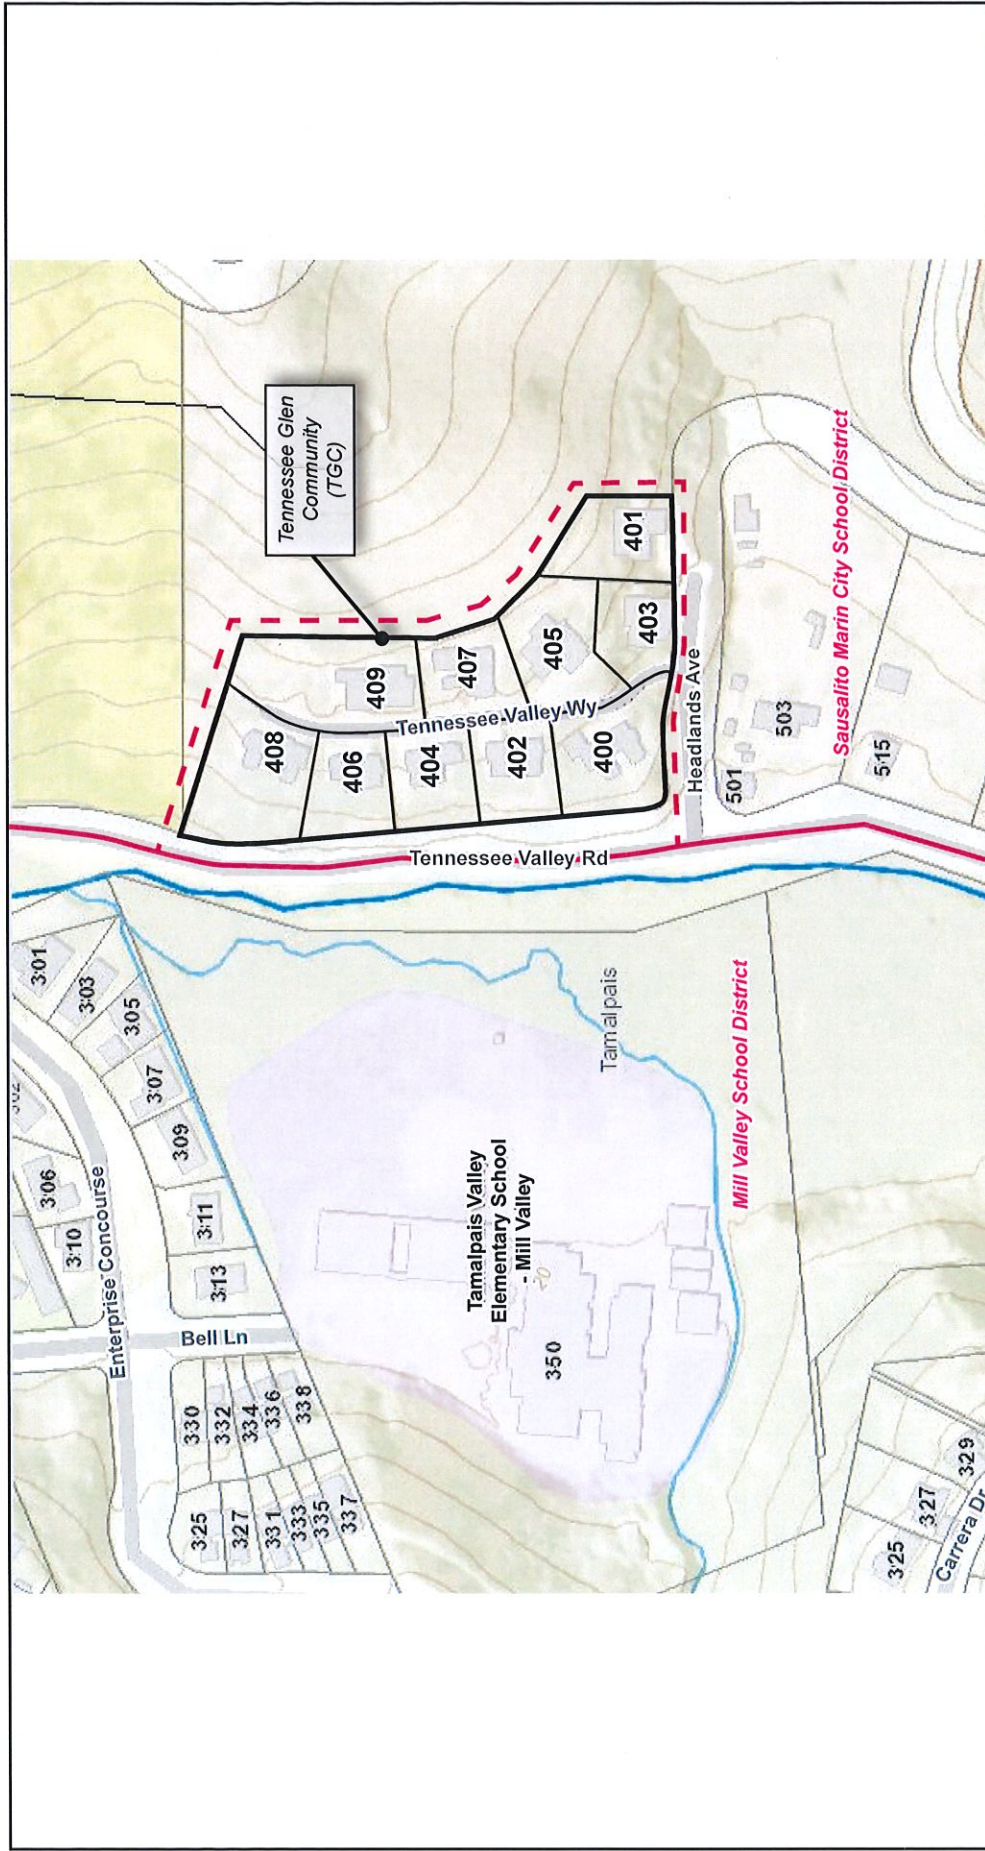 306
310
301
303
305
307
309
311
313
Enterprise Concourse
Bell Ln
330
332
334
336
338
325
327
331
333
335
337
Tennessee Glen
Community
(TGC)
408
406
404
402
400
409
407
405
403
401
Tennessee Valley Wy
Tennessee Valley Rd
Headlands Ave
501
503
515
Sausalito Marin City School District
Tamalpais Valley
Elementary School
- Mill Valley
350
Tamalpais
Mill Valley School District
325
327
329
Carrera Dr